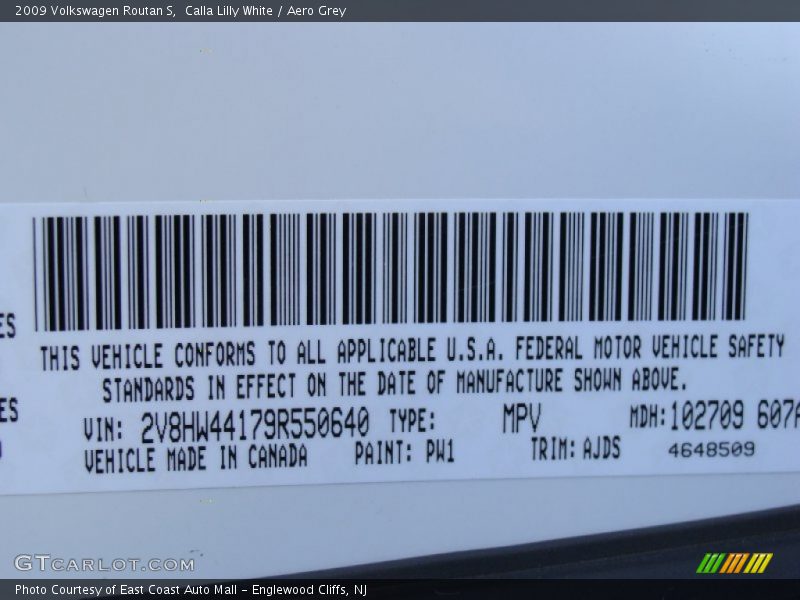 2009 Volkswagen Routan S,  Calla Lilly White / Aero Grey
ES
THIS VEHICLE CONFORMS TO ALL APPLICABLE U.S.A. FEDERAL MOTOR VEHICLE SAFETY
STANDARDS IN EFFECT ON THE DATE OF MANUFACTURE SHOWN ABOVE.
ES
VIN: 2V8HW44179R550640 TYPE: MPV MDH:102709 607A
VEHICLE MADE IN CANADA PAINT: PW1 TRIM: AJDS 4648509
GTCARLOT.COM
Photo Courtesy of East Coast Auto Mall – Englewood Cliffs, NJ